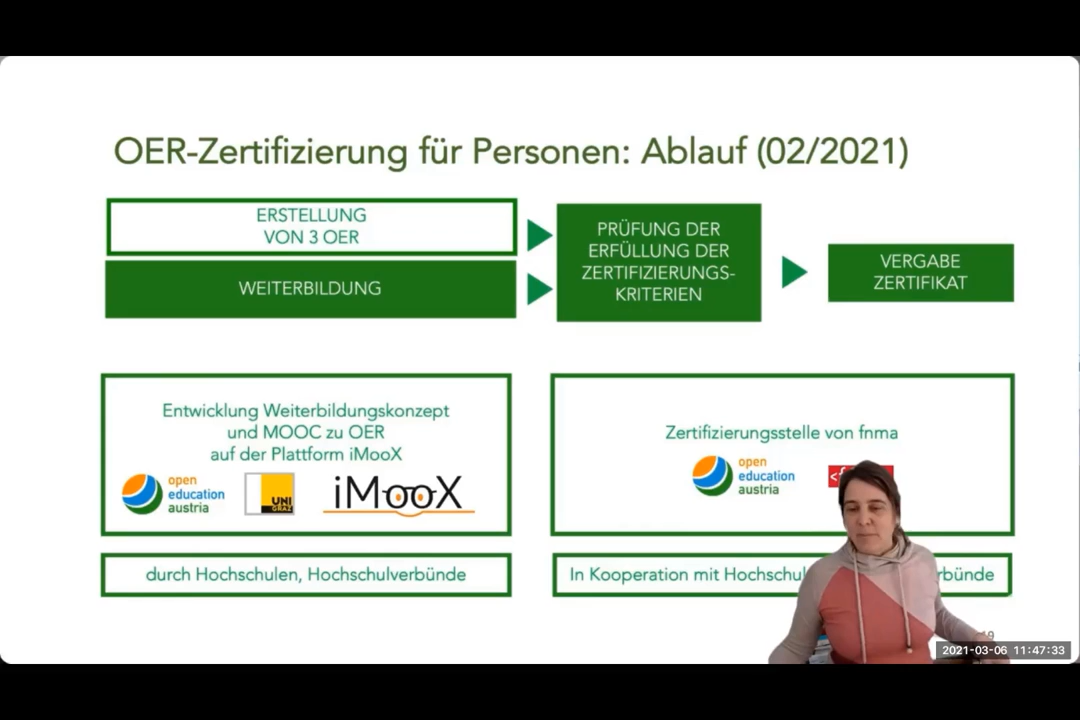 OER-Zertifizierung für Personen: Ablauf (02/2021)
ERSTELLUNG
VON 3 OER
WEITERBILDUNG
PRÜFUNG DER
ERFÜLLUNG DER
ZERTIFIZIERUNGS-
KRITERIEN
VERGABE
ZERTIFIKAT
Entwicklung Weiterbildungskonzept
und MOOC zu OER
auf der Plattform iMooX
open
education
austria
UNI
GRAZ
iMooX
durch Hochschulen, Hochschulverbünde
Zertifizierungsstelle von fnma
open
education
austria
In Kooperation mit
2021-03-06 11:47:33